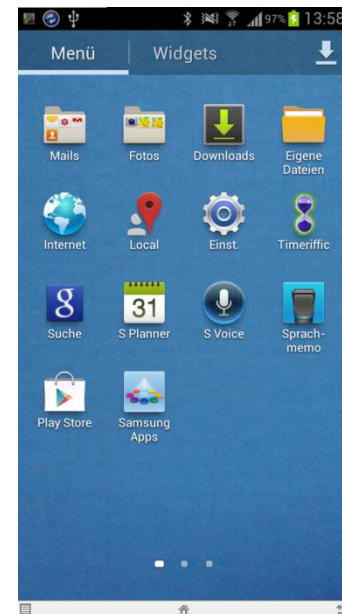 97% 13:58
Menü Widgets
Mails Fotos Downloads Eigene
Dateien
Internet Local Einst. Timeriffic
8
Suche
31
S Planner S Voice Sprach-
memo
Play Store Samsung
Apps